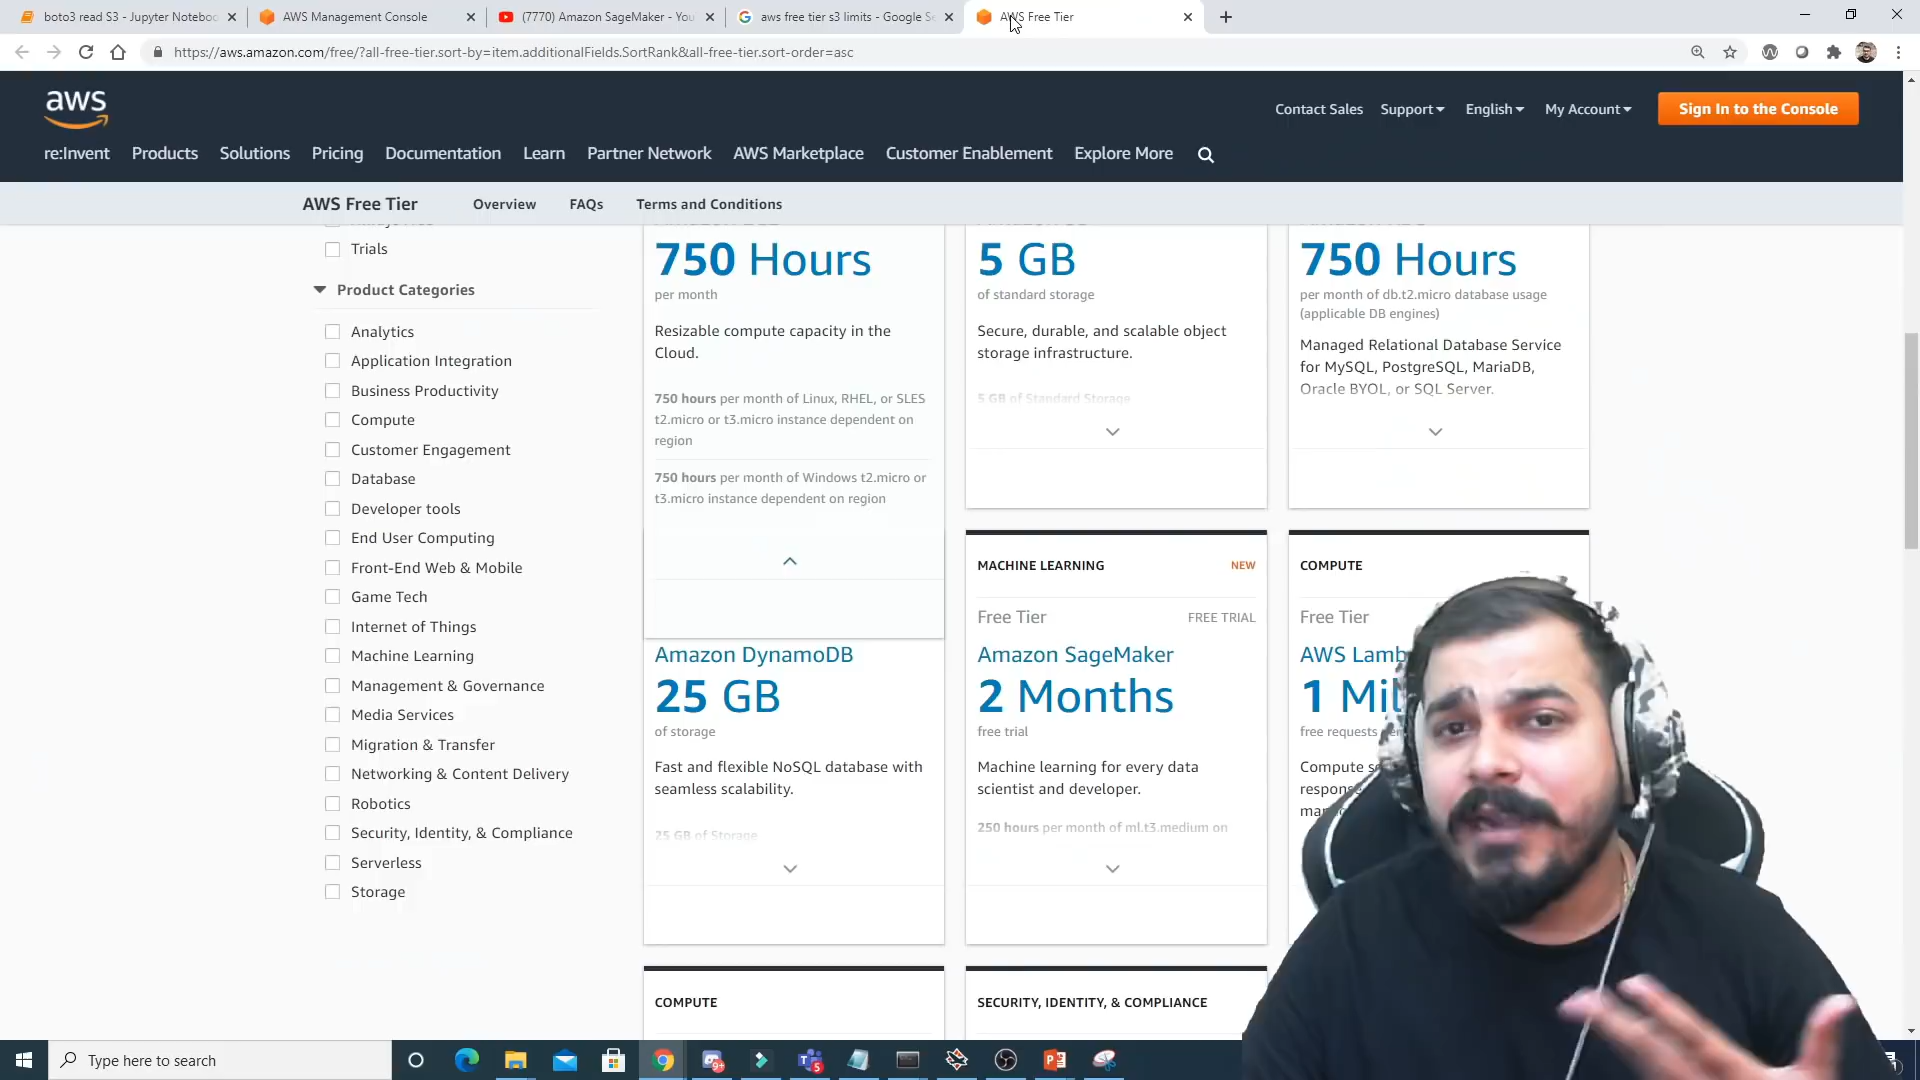 boto3 read S3 - Jupyter Noteboo
AWS Management Console
(7770) Amazon SageMaker - You
aws free tier s3 limits - Google Se
AWS Free Tier
https://aws.amazon.com/free/?all-free-tier.sort-by=item.additionalFields.SortRank&all-free-tier.sort-order=asc
aws
Contact Sales
Support
English
My Account
Sign In to the Console
re:Invent
Products
Solutions
Pricing
Documentation
Learn
Partner Network
AWS Marketplace
Customer Enablement
Explore More
AWS Free Tier
Overview
FAQs
Terms and Conditions
Trials
Product Categories
Analytics
Application Integration
Business Productivity
Compute
Customer Engagement
Database
Developer tools
End User Computing
Front-End Web & Mobile
Game Tech
Internet of Things
Machine Learning
Management & Governance
Media Services
Migration & Transfer
Networking & Content Delivery
Robotics
Security, Identity, & Compliance
Serverless
Storage
750 Hours
per month
Resizable compute capacity in the
Cloud.
750 hours per month of Linux, RHEL, or SLES
t2.micro or t3.micro instance dependent on
region
750 hours per month of Windows t2.micro or
t3.micro instance dependent on region
5 GB
of standard storage
Secure, durable, and scalable object
storage infrastructure.
5 GB of Standard Storage
750 Hours
per month of db.t2.micro database usage
(applicable DB engines)
Managed Relational Database Service
for MySQL, PostgreSQL, MariaDB,
Oracle BYOL, or SQL Server.
Amazon DynamoDB
25 GB
of storage
Fast and flexible NoSQL database with
seamless scalability.
25 GB of Storage
MACHINE LEARNING
NEW
Free Tier
FREE TRIAL
Amazon SageMaker
2 Months
free trial
Machine learning for every data
scientist and developer.
250 hours per month of ml.t3.medium on
COMPUTE
Free Tier
AWS Lamb
1 Mil
free requests
Compute
COMPUTE
SECURITY, IDENTITY, & COMPLIANCE
Type here to search